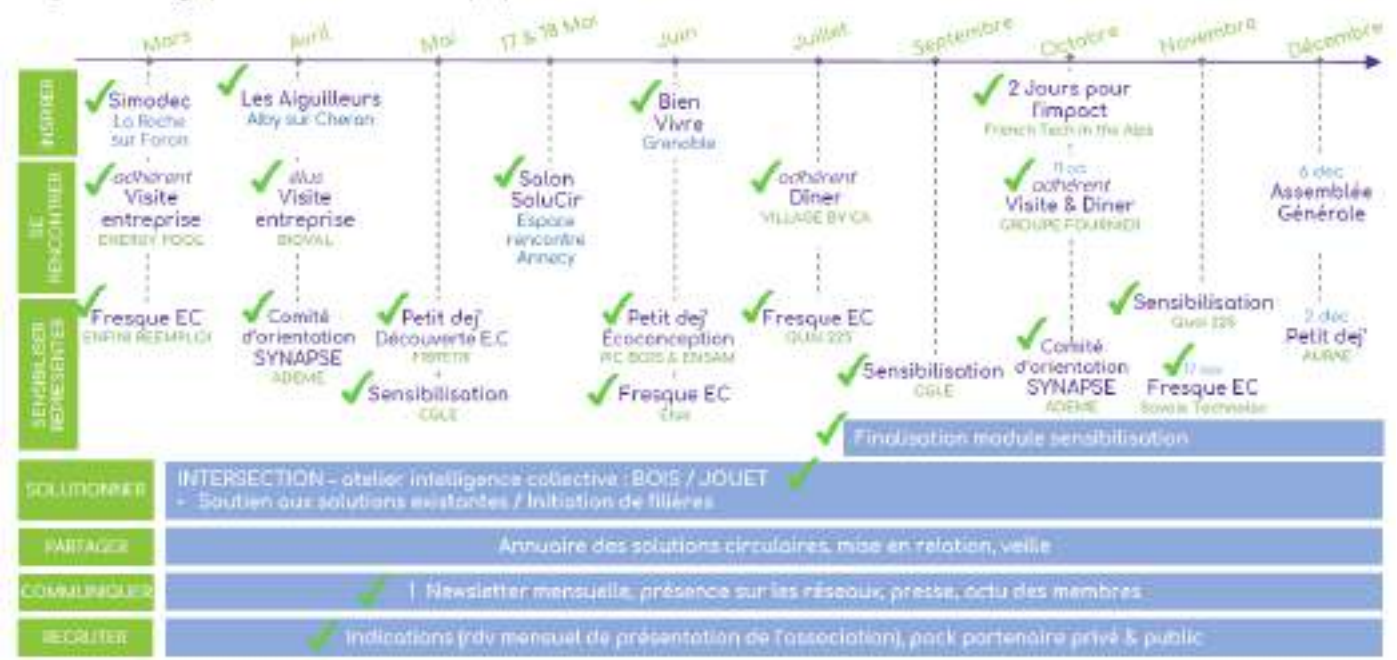 Mars
Avril
Mai
17 & 18 Mai
Juin
Juillet
Septembre
Octobre
Novembre
Décembre
INSPIRER
Simodec
La Roche
sur Foron
Les Aiguilleurs
Alby sur Cheran
Bien
Vivre
Grenoble
2 Jours pour
l'impact
French Tech in the Alps
SE
RENCONTRER
adhérent
Visite
entreprise
ENERGY POOL
élus
Visite
entreprise
BIOVAL
Salon
SoluCir
Espace
rencontre
Annecy
adhérent
Dîner
VILLAGE BY CA
11 oct
adhérent
Visite & Diner
GROUPE FOURNIER
6 dec
Assemblée
Générale
SENSIBILISER
REPRESENTER
Fresque EC
ENFINI REEMPLOI
Comité
d'orientation
SYNAPSE
ADEME
Petit dej'
Découverte E.C
Sensibilisation
CGLE
Petit dej'
Écoconception
PIC BOIS & ENSAM
Fresque EC
Fresque EC
QUAI 225
Sensibilisation
CGLE
Comité
d'orientation
SYNAPSE
ADEME
Sensibilisation
Quai 225
17 nov
Fresque EC
Savoie Technolac
2 dec
Petit dej'
AURAE
Finalisation module sensibilisation
SOLUTIONNER
INTERSECTION – atelier intelligence collective : BOIS / JOUET
- Soutien aux solutions existantes / Initiation de filières
PARTAGER
Annuaire des solutions circulaires, mise en relation, veille
COMMUNIQUER
! Newsletter mensuelle, présence sur les réseaux, presse, actu des membres
RECRUTER
Indications (rdv mensuel de présentation de l'association), pack partenaire privé & public